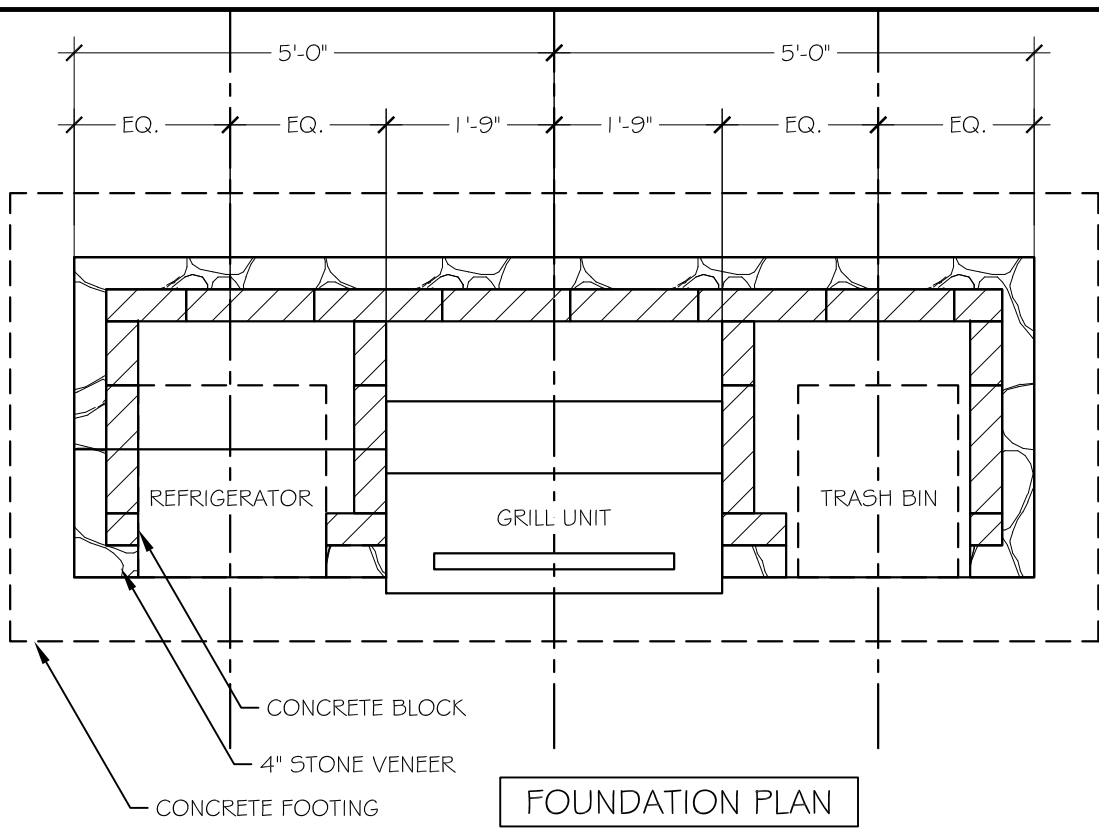 5'-0" 5'-0"
EQ. EQ. 1'-9" 1'-9" EQ. EQ.
REFRIGERATOR
GRILL UNIT
TRASH BIN
CONCRETE BLOCK
4" STONE VENEER
CONCRETE FOOTING
FOUNDATION PLAN